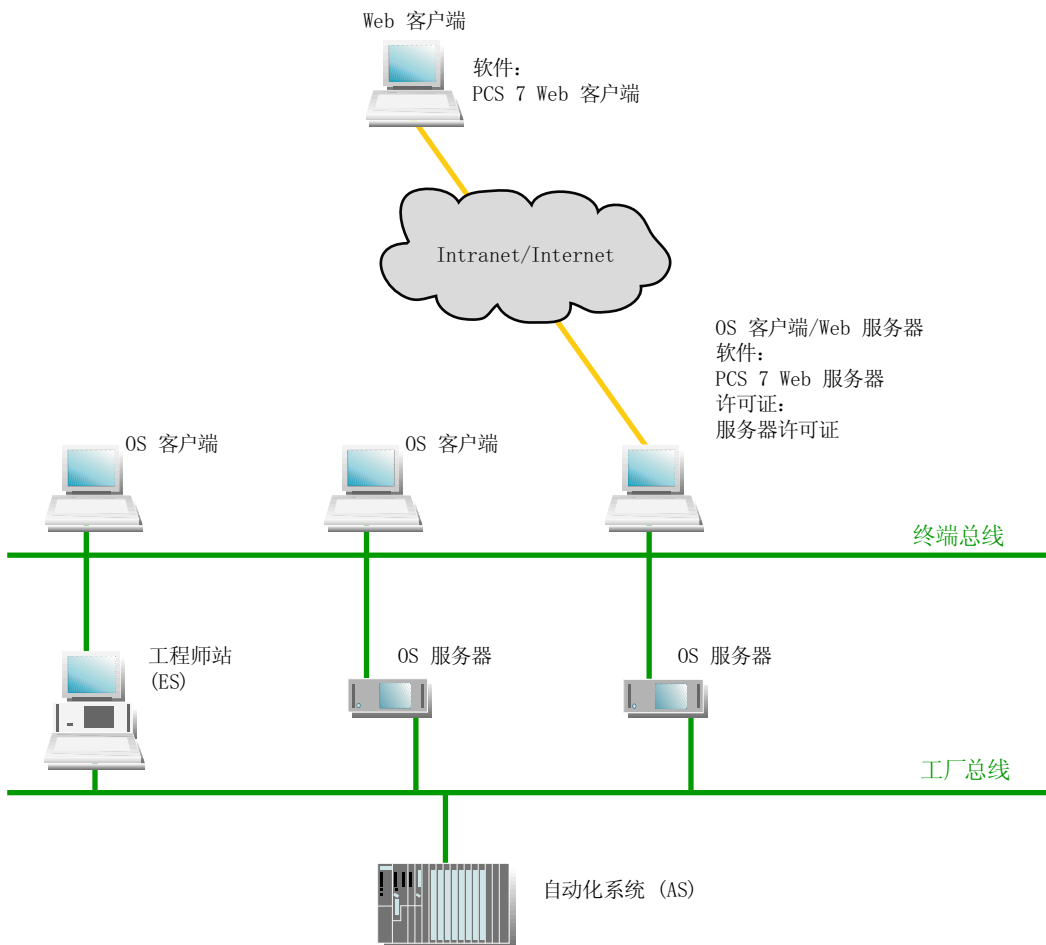 Web 客户端
软件：
PCS 7 Web 客户端
Intranet/Internet
OS 客户端/Web 服务器
软件：
PCS 7 Web 服务器
许可证：
服务器许可证
OS 客户端
OS 客户端
终端总线
工程师站
(ES)
OS 服务器
OS 服务器
工厂总线
自动化系统 (AS)